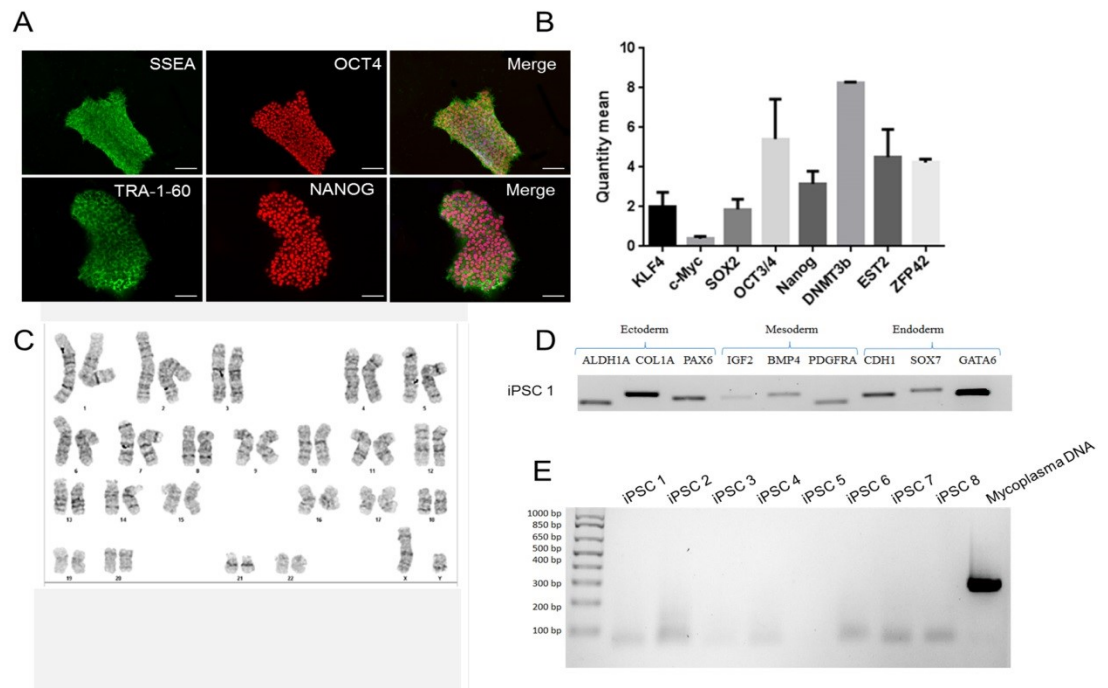 A
SSEA
OCT4
Merge
TRA-1-60
NANOG
Merge
B
Quantity mean
10
8
6
4
2
0
KLF4
c-Myc
SOX2
OCT3/4
Nanog
DNMT3b
EST2
ZFP42
C
1 2 3 4 5
6 7 8 9 10 11 12
13 14 15 16 17 18
19 20 21 22 X Y
D
Ectoderm Mesoderm Endoderm
ALDH1A COL1A PAX6 IGF2 BMP4 PDGFRA CDH1 SOX7 GATA6
iPSC 1
E
iPSC 1
iPSC 2
iPSC 3
iPSC 4
iPSC 5
iPSC 6
iPSC 7
iPSC 8
Mycoplasma DNA
1000 bp
850 bp
650 bp
500 bp
400 bp
300 bp
200 bp
100 bp